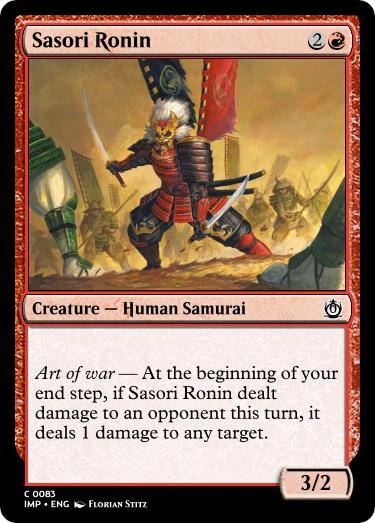 Sasori Ronin 2
Creature — Human Samurai
Art of war — At the beginning of your
end step, if Sasori Ronin dealt
damage to an opponent this turn, it
deals 1 damage to any target.
3/2
C 0083
IMP • ENG Florian Stitz